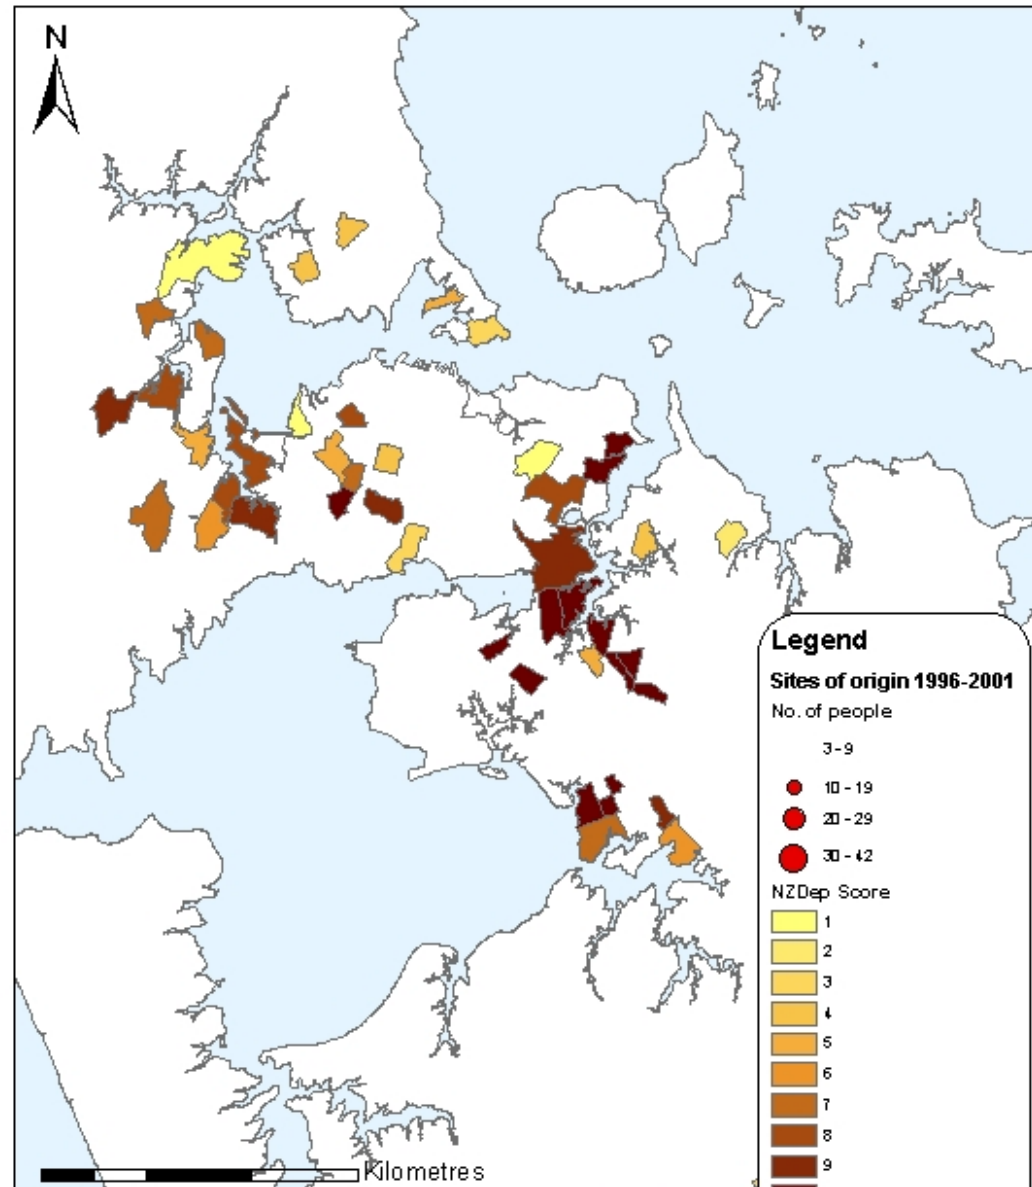 N
Legend
Sites of origin 1996-2001
No. of people
3 - 9
10 - 19
20 - 29
30 - 42
NZDep Score
1
2
3
4
5
6
7
8
9
Kilometres